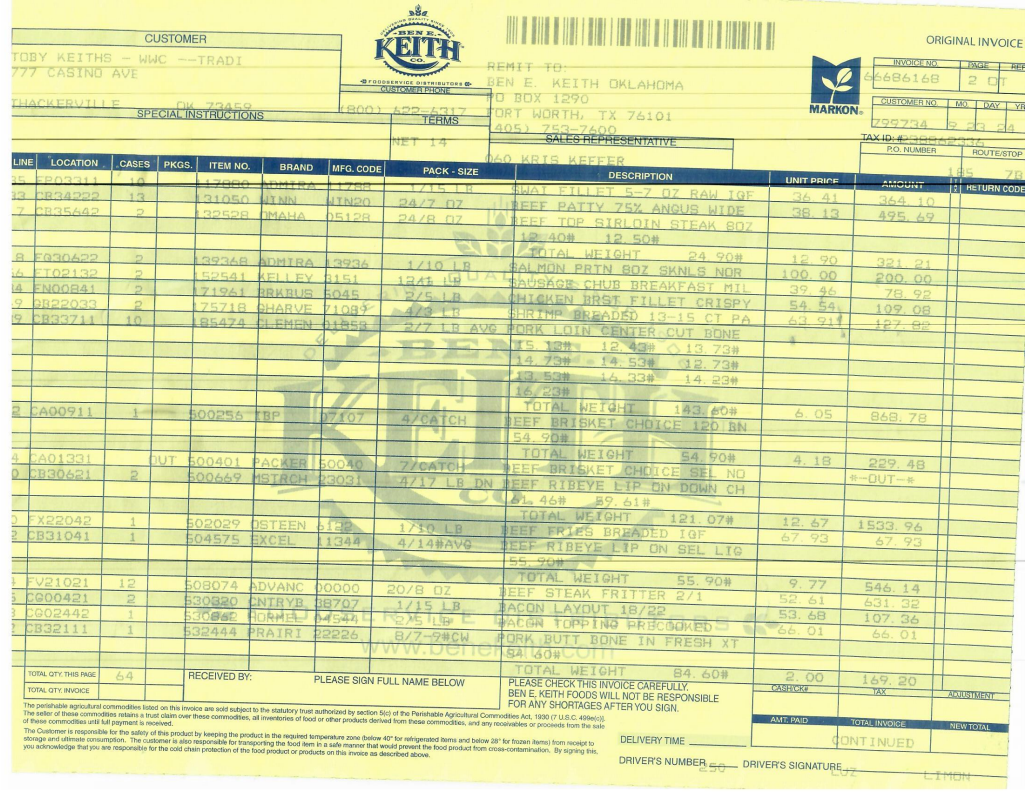 DELIVERING QUALITY SINCE
BEN E.
KEITH
CO.
FOODSERVICE DISTRIBUTORS
ORIGINAL INVOICE
CUSTOMER
TOBY KEITHS - WWC --TRADI
777 CASINO AVE
THACKERVILLE OK 73459
CUSTOMER PHONE
(800) 622-6317
REMIT TO:
BEN E. KEITH OKLAHOMA
PO BOX 1290
FORT WORTH, TX 76101
(405) 753-7600
MARKON®
INVOICE NO. PAGE
66686168 2 OT
CUSTOMER NO. MO. DAY YR
799734 9 23 24
TAX ID: #238862336
SPECIAL INSTRUCTIONS
TERMS
NET 14
SALES REPRESENTATIVE
060 KRIS KEFFER
P.O. NUMBER ROUTE/STOP
185 78
LINE LOCATION CASES PKGS. ITEM NO. BRAND MFG. CODE PACK - SIZE DESCRIPTION UNIT PRICE AMOUNT RETURN CODE
35 FP03311 10 117880 ADMIRA 11788 1/15 LB SWAI FILLET 5-7 OZ RAW IQF 36.41 364.10
33 CB34222 13 131050 WINN WIN20 24/7 OZ BEEF PATTY 75% ANGUS WIDE 38.13 495.69
7 CB35642 2 132528 OMAHA 05128 24/8 OZ BEEF TOP SIRLOIN STEAK 8OZ
12.40# 12.50#
TOTAL WEIGHT 24.90# 12.90 321.21
8 FQ30622 2 139368 ADMIRA 13936 1/10 LB SALMON PRTN 8OZ SKNLS NOR 100.00 200.00
6 FT02132 2 152541 KELLEY 3151 12/1 LB SAUSAGE CHUB BREAKFAST MIL 39.46 78.92
4 FN00841 2 171961 BRKBUS 5045 2/5 LB CHICKEN BRST FILLET CRISPY 54.54 109.08
9 QB22033 2 175718 GHARVE 71089 4/3 LB SHRIMP BREADED 13-15 CT PA 63.91 127.82
9 CB33711 10 185474 CLEMEN 01853 2/7 LB AVG PORK LOIN CENTER CUT BONE
15.13# 12.43# 13.73#
14.73# 14.53# 12.73#
13.53# 16.33# 14.23#
16.23#
TOTAL WEIGHT 143.60# 6.05 868.78
2 CA00911 1 500256 IBP 07107 4/CATCH BEEF BRISKET CHOICE 120 BN
54.90#
TOTAL WEIGHT 54.90# 4.18 229.48
4 CA01331 OUT 500401 PACKER 50040 7/CATCH BEEF BRISKET CHOICE SEL NO *-OUT-*
0 CB30621 2 500669 MSTRCH 23031 4/17 LB DN BEEF RIBEYE LIP ON DOWN CH
61.46# 59.61#
TOTAL WEIGHT 121.07# 12.67 1533.96
0 FX22042 1 502029 OSTEEN 6122 1/10 LB BEEF FRIES BREADED IQF 67.93 67.93
2 CB31041 1 504575 EXCEL 11344 4/14#AVG BEEF RIBEYE LIP ON SEL LIG
55.90#
TOTAL WEIGHT 55.90# 9.77 546.14
FV21021 12 508074 ADVANC 00000 20/8 OZ BEEF STEAK FRITTER 2/1 52.61 631.32
CQ00421 2 530320 CNTRYB 38707 1/15 LB BACON LAYOUT 18/22 53.68 107.36
CQ02442 1 530862 HORMEL 04544 2/5 LB BACON TOPPING PRECOOKED 66.01 66.01
CB32111 1 532444 PRAIRI 22226 8/7-9#CW PORK BUTT BONE IN FRESH XT
84.60#
TOTAL WEIGHT 84.60# 2.00 169.20
www.benekeith.com
TOTAL QTY. THIS PAGE 64
TOTAL QTY. INVOICE
RECEIVED BY: PLEASE SIGN FULL NAME BELOW
PLEASE CHECK THIS INVOICE CAREFULLY.
BEN E. KEITH FOODS WILL NOT BE RESPONSIBLE
FOR ANY SHORTAGES AFTER YOU SIGN.
CASH/CK# TAX ADJUSTMENT
AMT. PAID TOTAL INVOICE NEW TOTAL
CONTINUED
The perishable agricultural commodities listed on this invoice are sold subject to the statutory trust authorized by section 5(c) of the Perishable Agricultural Commodities Act, 1930 (7 U.S.C. 499e(c)).
The seller of these commodities retains a trust claim over these commodities, all inventories of food or other products derived from these commodities, and any receivables or proceeds from the sale
of these commodities until full payment is received.
The Customer is responsible for the safety of this product by keeping the product in the required temperature zone (below 40° for refrigerated items and below 28° for frozen items) from receipt to
storage and ultimate consumption. The customer is also responsible for transporting the food item in a safe manner that would prevent the food product from cross-contamination. By signing this,
you acknowledge that you are responsible for the cold chain protection of the food product or products on this invoice as described above.
DELIVERY TIME
DRIVER'S NUMBER 250 DRIVER'S SIGNATURE LUZ LIMON